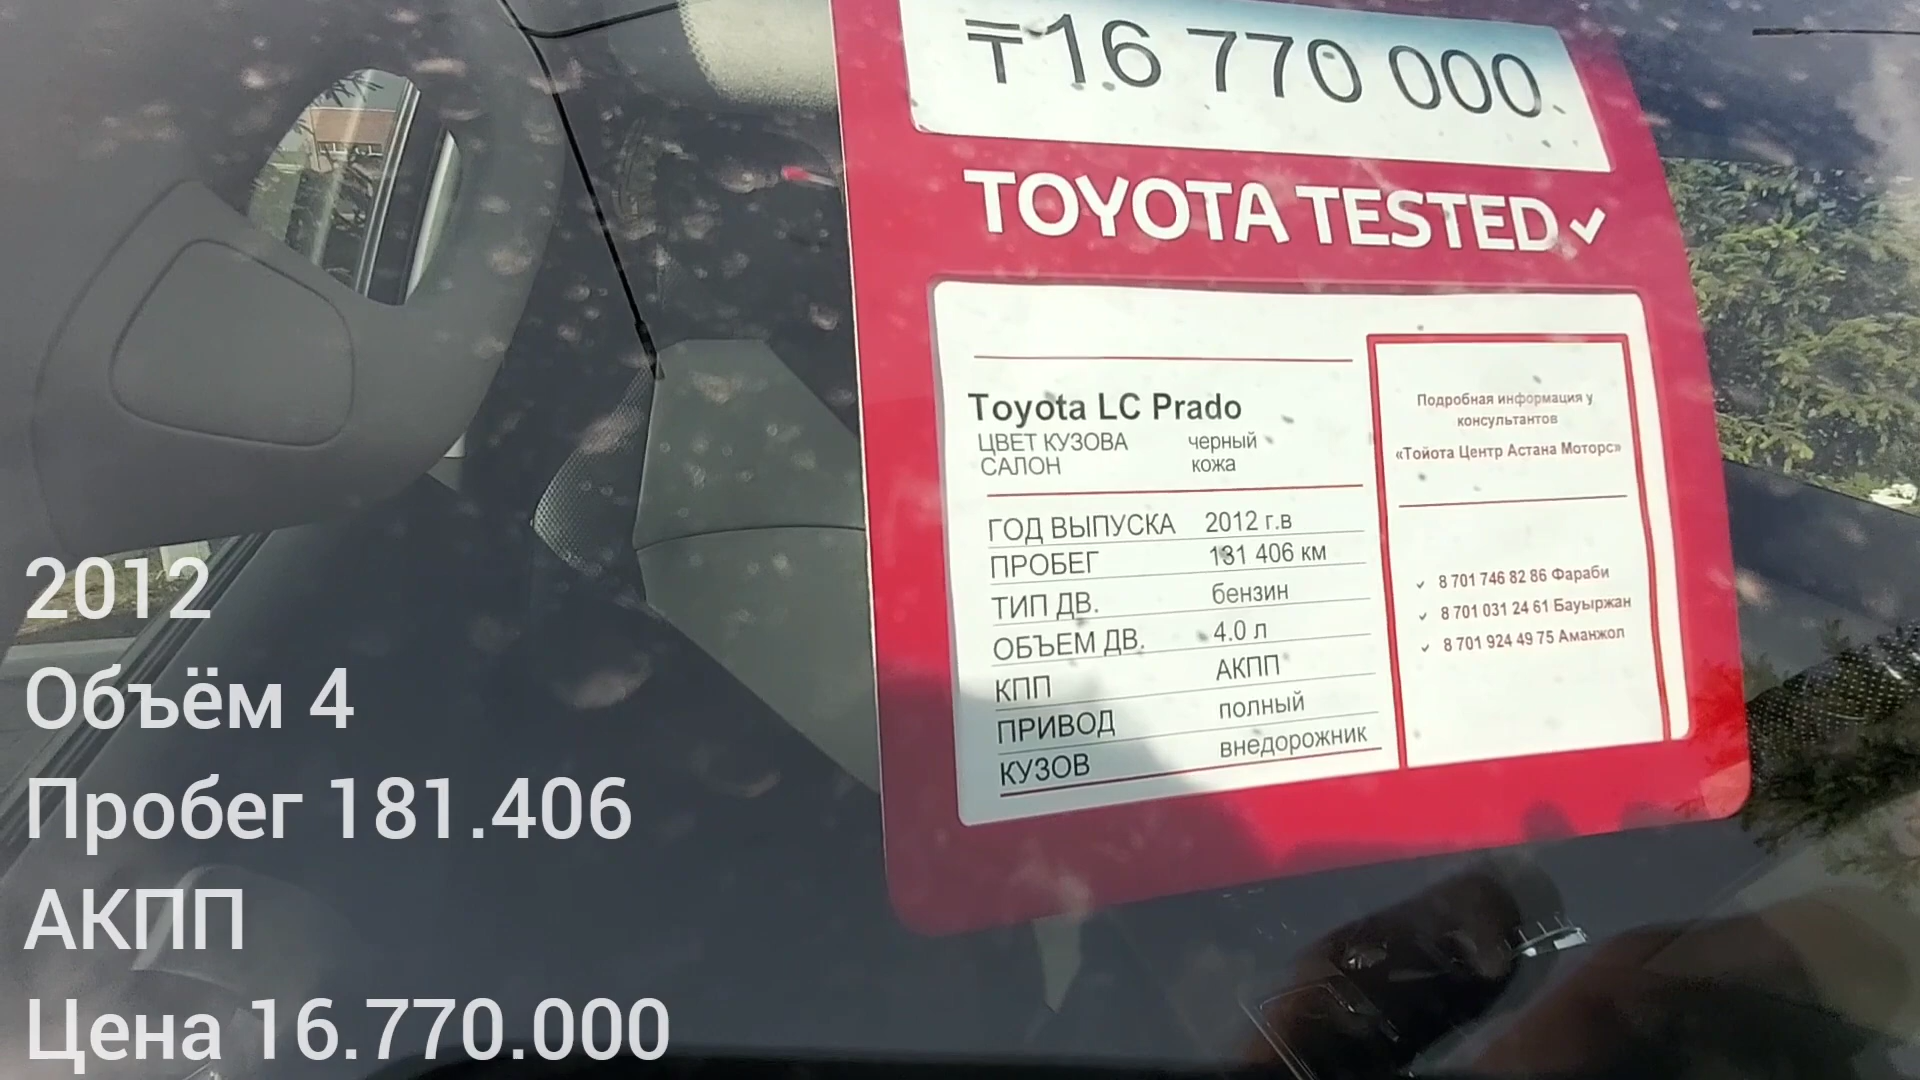 ₸16 770 000
TOYOTA TESTED✓
Toyota LC Prado
ЦВЕТ КУЗОВА черный
САЛОН кожа
ГОД ВЫПУСКА 2012 г.в
ПРОБЕГ 181 406 км
ТИП ДВ. бензин
ОБЪЕМ ДВ. 4.0 л
КПП АКПП
ПРИВОД полный
КУЗОВ внедорожник
Подробная информация у
консультантов
«Тойота Центр Астана Моторс»
8 701 746 82 86 Фараби
8 701 031 24 61 Бауыржан
8 701 924 49 75 Аманжол
2012
Объём 4
Пробег 181.406
АКПП
Цена 16.770.000